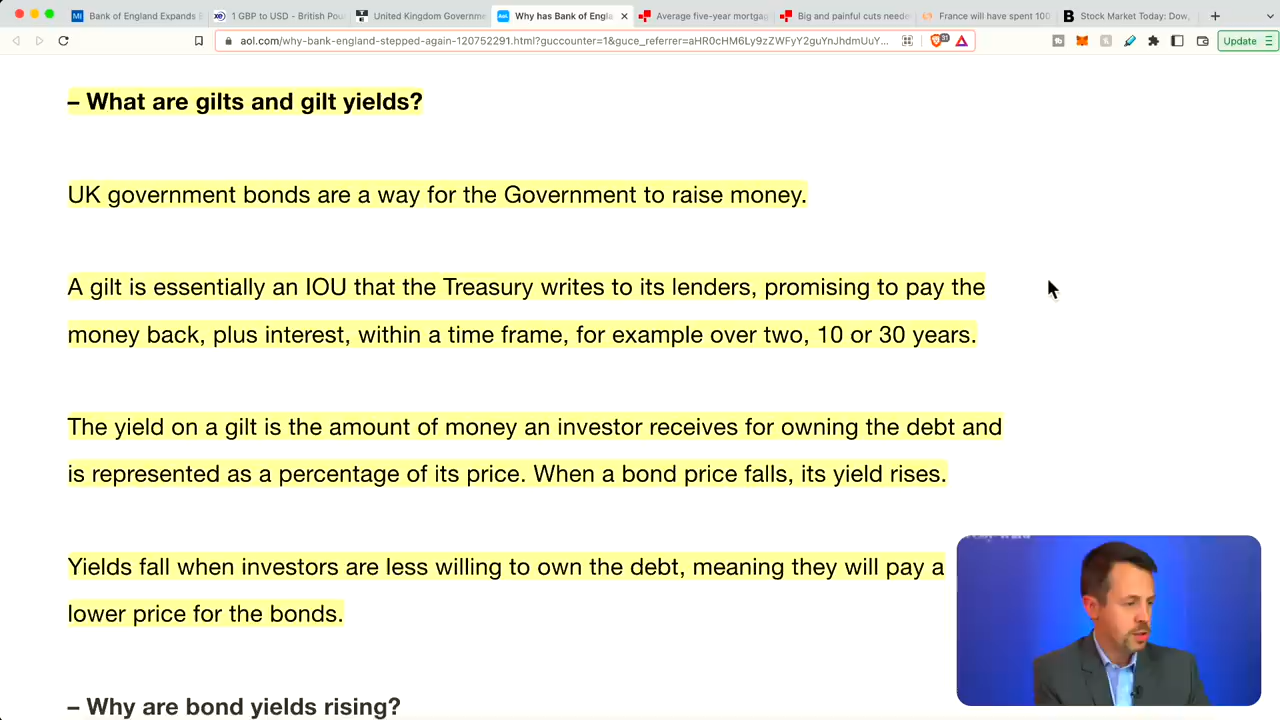 Bank of England Expands E
1 GBP to USD - British Pou
United Kingdom Governme
Why has Bank of Engla
Average five-year mortgag
Big and painful cuts neede
France will have spent 100
Stock Market Today: Dow,
aol.com/why-bank-england-stepped-again-120752291.html?guccounter=1&guce_referrer=aHR0cHM6Ly9zZWFyY2guYnJhdmUuY...
31
Update
– What are gilts and gilt yields?
UK government bonds are a way for the Government to raise money.
A gilt is essentially an IOU that the Treasury writes to its lenders, promising to pay the
money back, plus interest, within a time frame, for example over two, 10 or 30 years.
The yield on a gilt is the amount of money an investor receives for owning the debt and
is represented as a percentage of its price. When a bond price falls, its yield rises.
Yields fall when investors are less willing to own the debt, meaning they will pay a
lower price for the bonds.
– Why are bond yields rising?